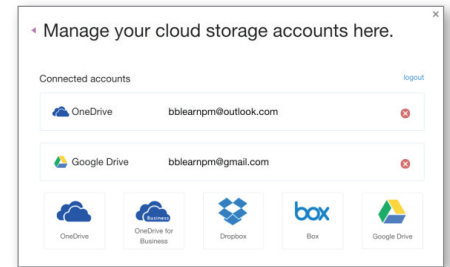 ×
Manage your cloud storage accounts here.
Connected accounts logout
OneDrive bblearnpm@outlook.com
Google Drive bblearnpm@gmail.com
Business
box
OneDrive
OneDrive for
Business
Dropbox
Box
Google Drive